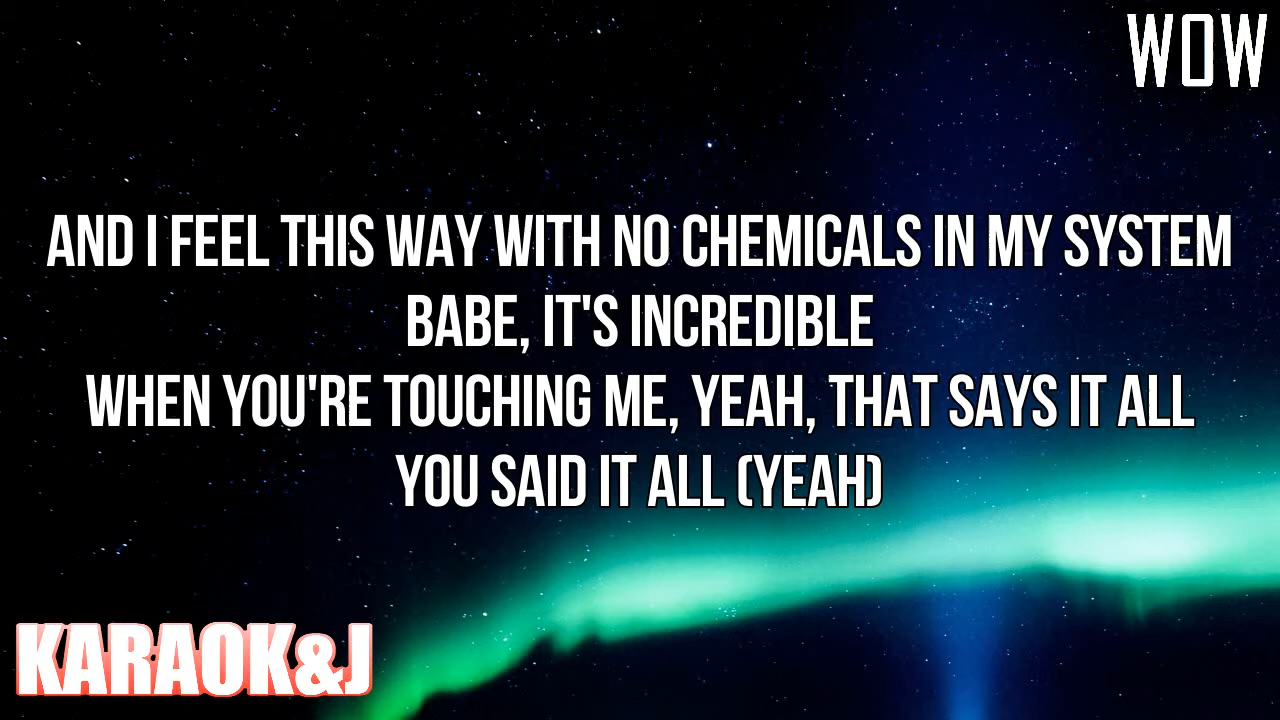 WOW
AND I FEEL THIS WAY WITH NO CHEMICALS IN MY SYSTEM
BABE, IT'S INCREDIBLE
WHEN YOU'RE TOUCHING ME, YEAH, THAT SAYS IT ALL
YOU SAID IT ALL (YEAH)
KARAOK&J